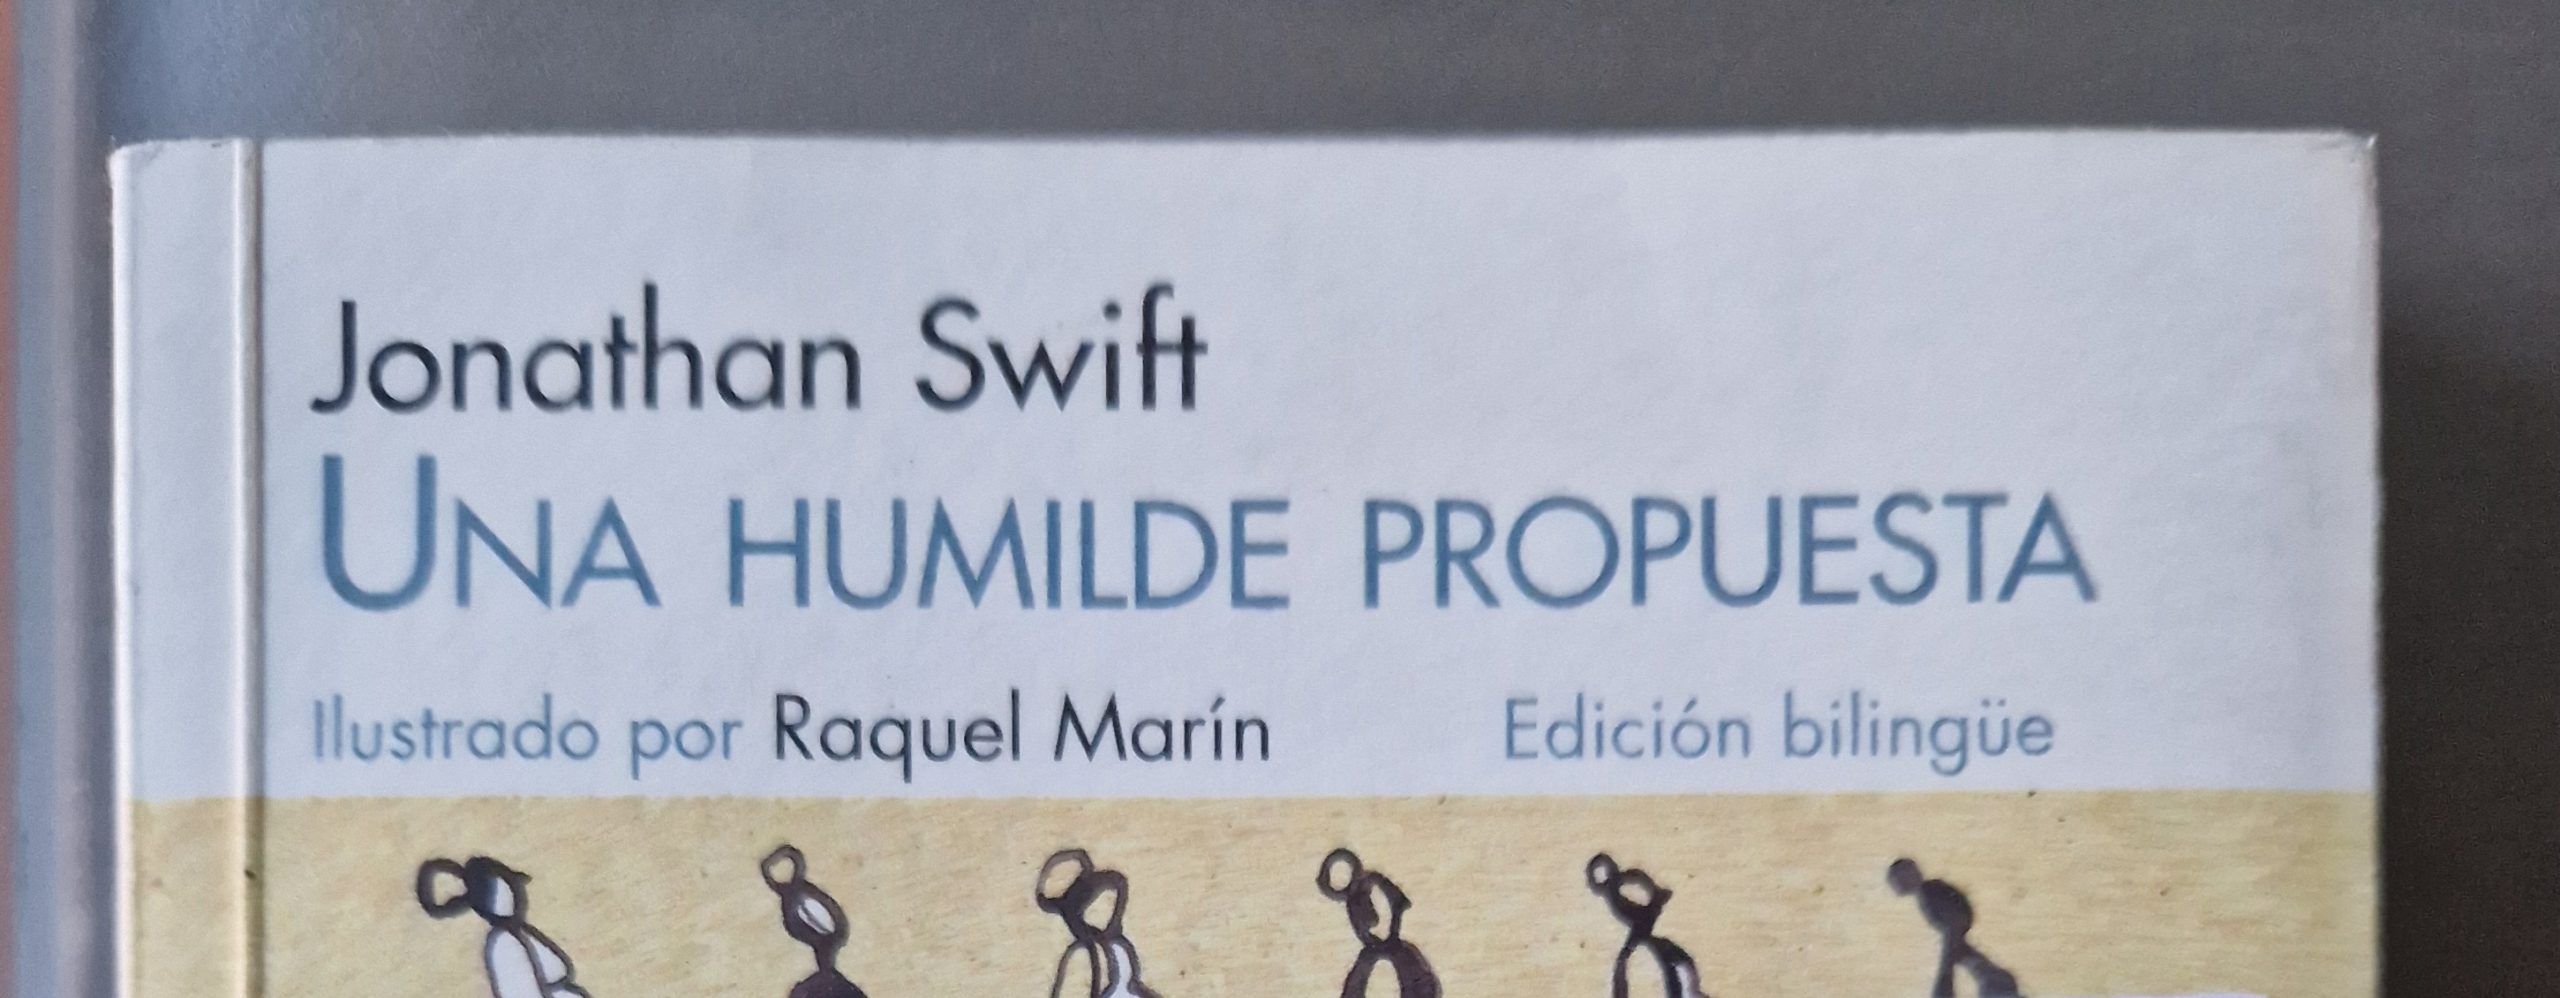 Jonathan Swift
UNA HUMILDE PROPUESTA
Ilustrado por Raquel Marín Edición bilingüe